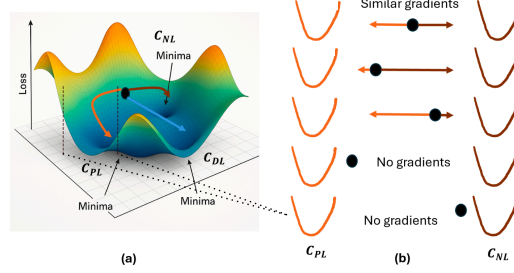 Similar gradients
C_NL
Minima
Loss
C_PL
C_DL
Minima
Minima
No gradients
No gradients
(a)
C_PL
(b)
C_NL